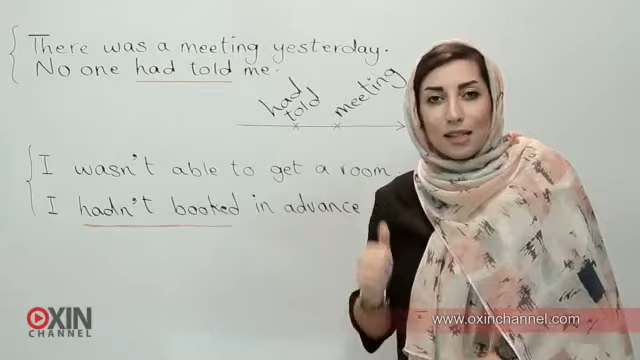 There was a meeting yesterday.
No one had told me.
had told
meeting
I wasn't able to get a room
I hadn't booked in advance
OXIN
CHANNEL
www.oxinchannel.com